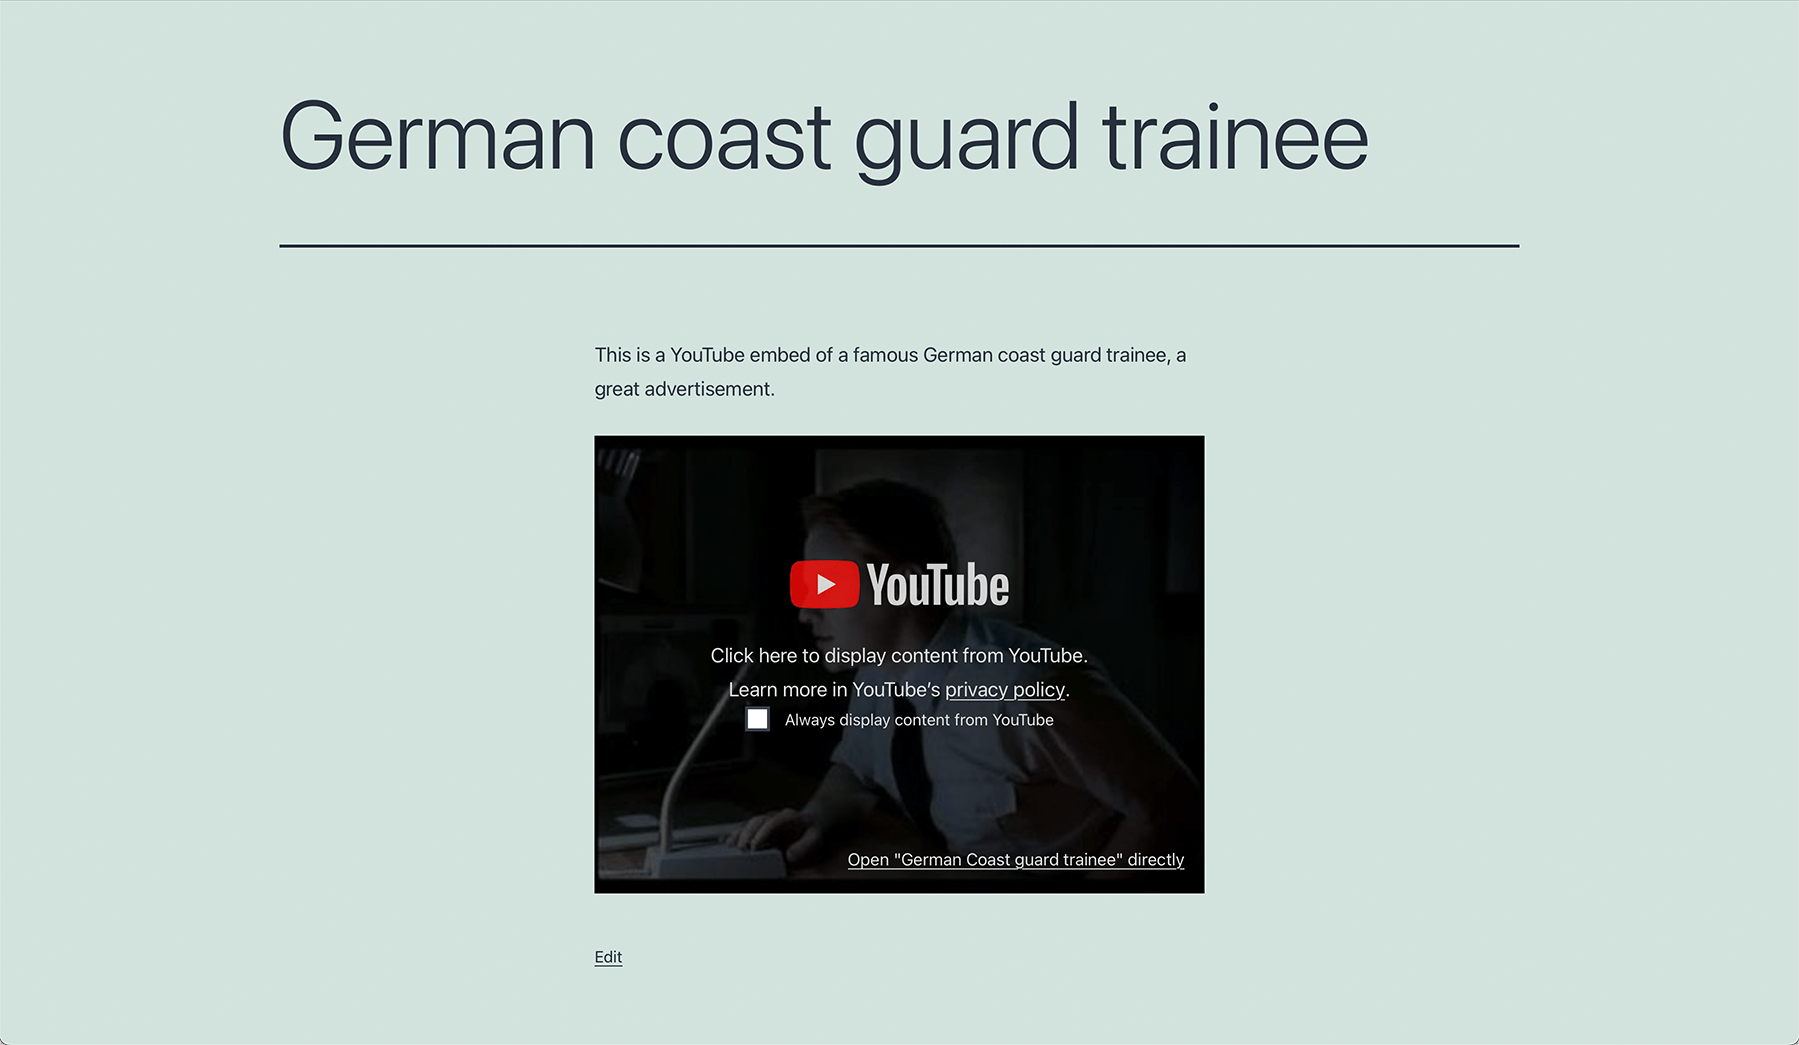 German coast guard trainee
This is a YouTube embed of a famous German coast guard trainee, a
great advertisement.
YouTube
Click here to display content from YouTube.
Learn more in YouTube’s privacy policy.
Always display content from YouTube
Open "German Coast guard trainee" directly
Edit